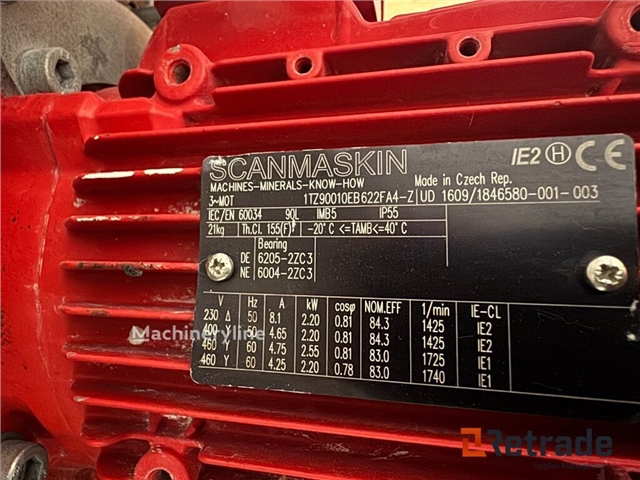 SCANMASKIN IE2 H CE
MACHINES-MINERALS-KNOW-HOW Made in Czech Rep.
3~MOT 1TZ90010EB622FA4-Z UD 1609/1846580-001-003
IEC/EN 60034 90L IMB5 IP55
21kg Th.Cl. 155(F) -20°C <=TAMB<=40°C
Bearing
DE 6205-2ZC3
NE 6004-2ZC3
V Hz A kW cosφ NOM.EFF 1/min IE-CL
230 Δ 50 8.1 2.20 0.81 84.3 1425 IE2
400 Y 50 4.65 2.20 0.81 84.3 1425 IE2
460 Y 60 4.75 2.55 0.81 83.0 1725 IE1
460 Y 60 4.25 2.20 0.78 83.0 1740 IE1
Machineryline
Retrade
Surplus Marketplace